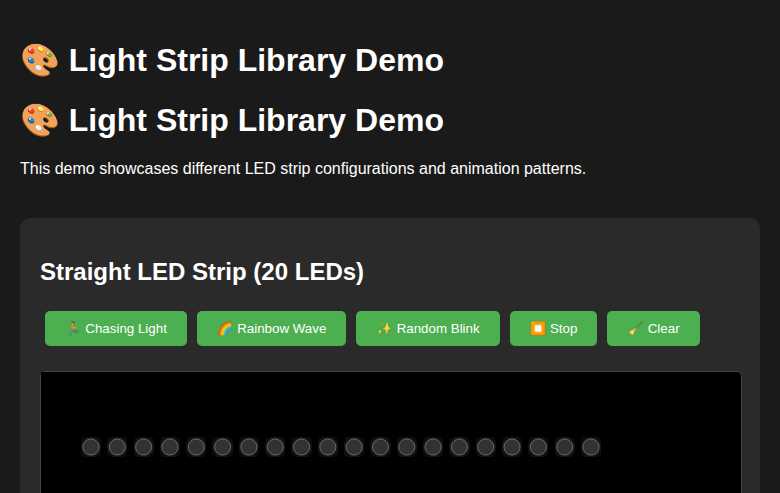 🎨 Light Strip Library Demo
🎨 Light Strip Library Demo
This demo showcases different LED strip configurations and animation patterns.
Straight LED Strip (20 LEDs)
🏃 Chasing Light 🌈 Rainbow Wave ✨ Random Blink ⏹️ Stop 🧹 Clear